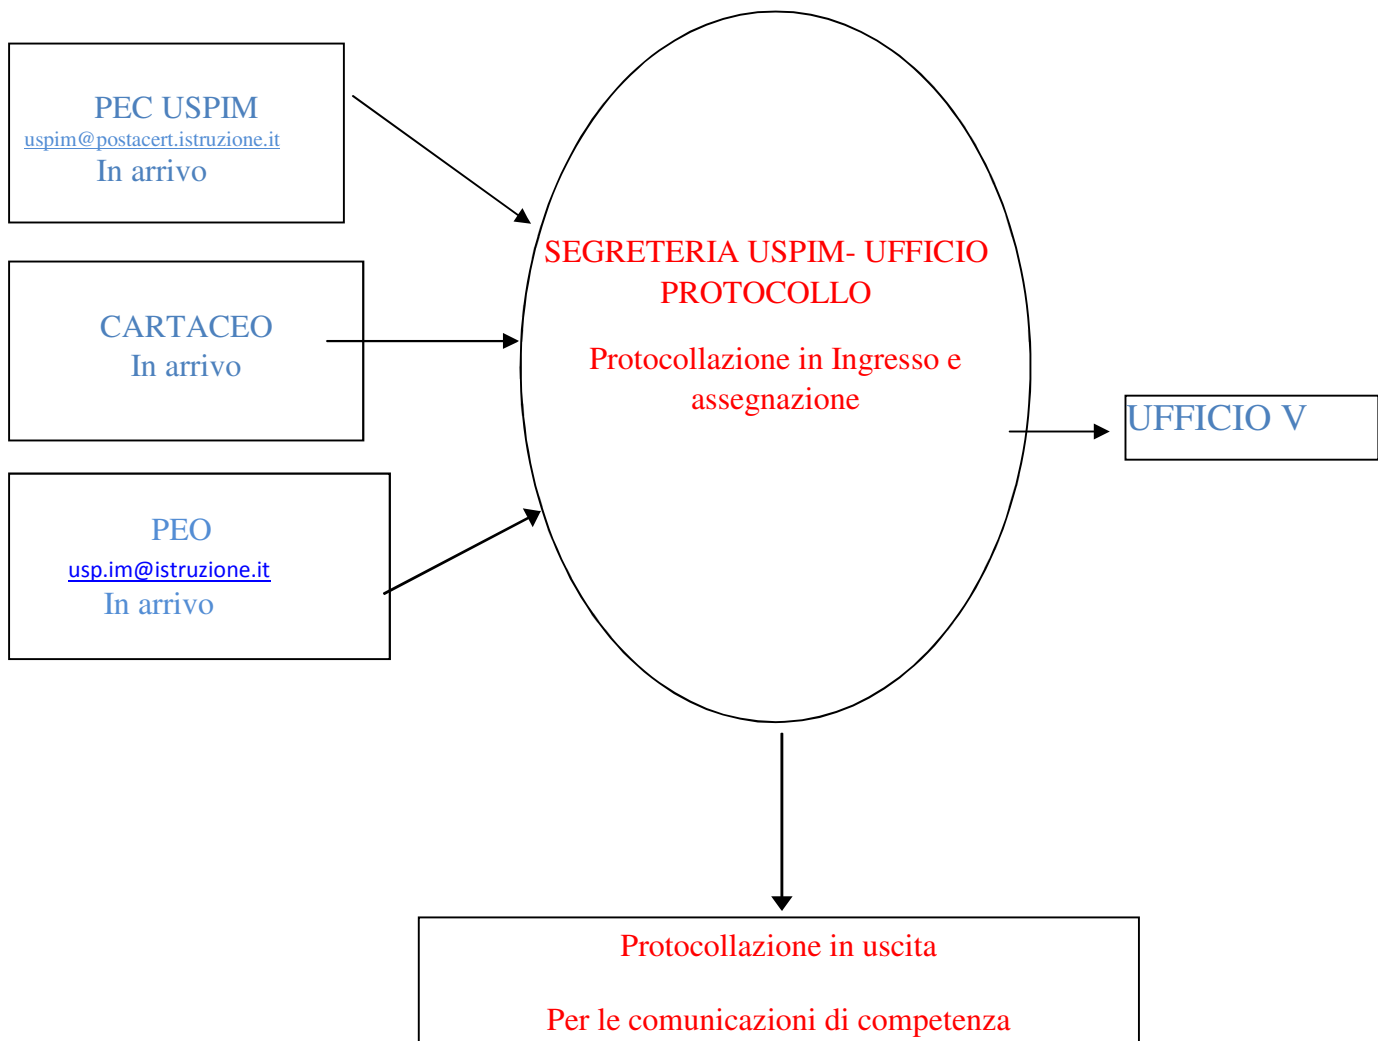 PEC USPIM
uspim@postacert.istruzione.it
In arrivo
CARTACEO
In arrivo
PEO
usp.im@istruzione.it
In arrivo
SEGRETERIA USPIM- UFFICIO
PROTOCOLLO
Protocollazione in Ingresso e
assegnazione
UFFICIO V
Protocollazione in uscita
Per le comunicazioni di competenza